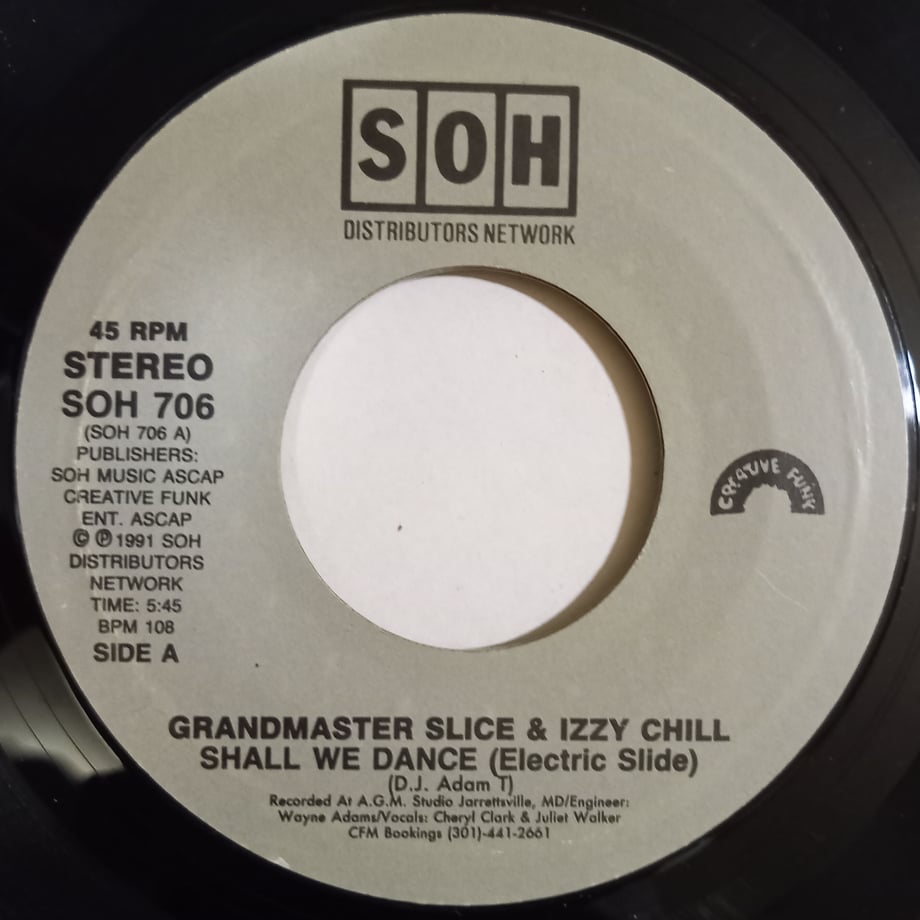 SOH
DISTRIBUTORS NETWORK
45 RPM
STEREO
SOH 706
(SOH 706 A)
PUBLISHERS:
SOH MUSIC ASCAP
CREATIVE FUNK
ENT. ASCAP
© ℗ 1991 SOH
DISTRIBUTORS
NETWORK
TIME: 5:45
BPM 108
SIDE A
CREATIVE FUNK
GRANDMASTER SLICE & IZZY CHILL
SHALL WE DANCE (Electric Slide)
(D.J. Adam T)
Recorded At A.G.M. Studio Jarrettsville, MD/Engineer:
Wayne Adams/Vocals: Cheryl Clark & Juliet Walker
CFM Bookings (301)-441-2661